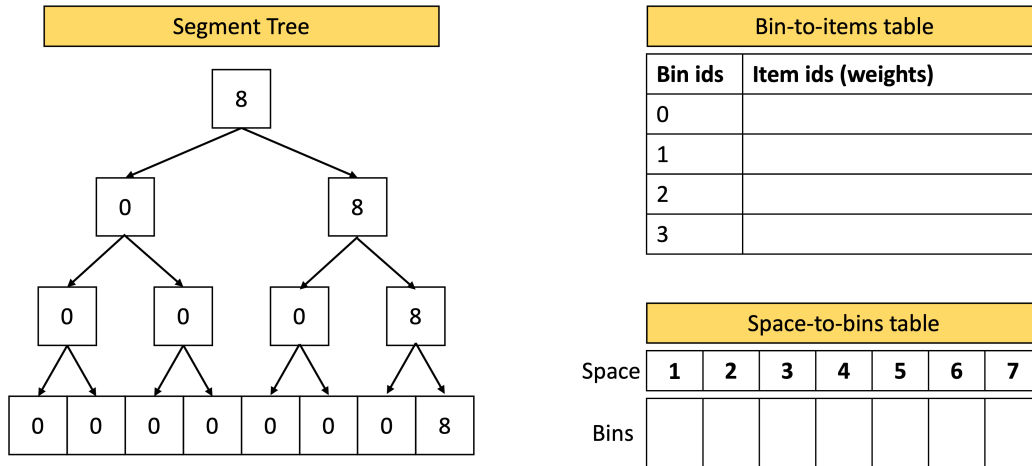 Segment Tree
8
0 8
0 0 0 8
0 0 0 0 0 0 0 8
Bin-to-items table
Bin ids Item ids (weights)
0
1
2
3
Space-to-bins table
Space 1 2 3 4 5 6 7
Bins